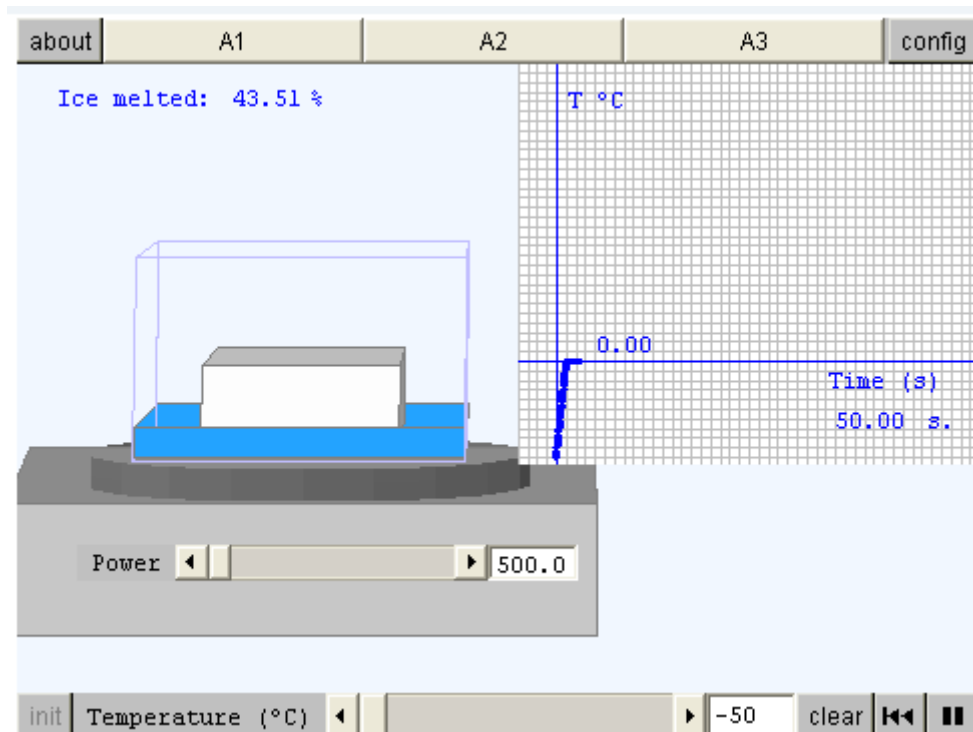 about A1 A2 A3 config
Ice melted: 43.51 %
T °C
0.00
Time (s)
50.00 s.
Power 500.0
init Temperature (°C) -50 clear